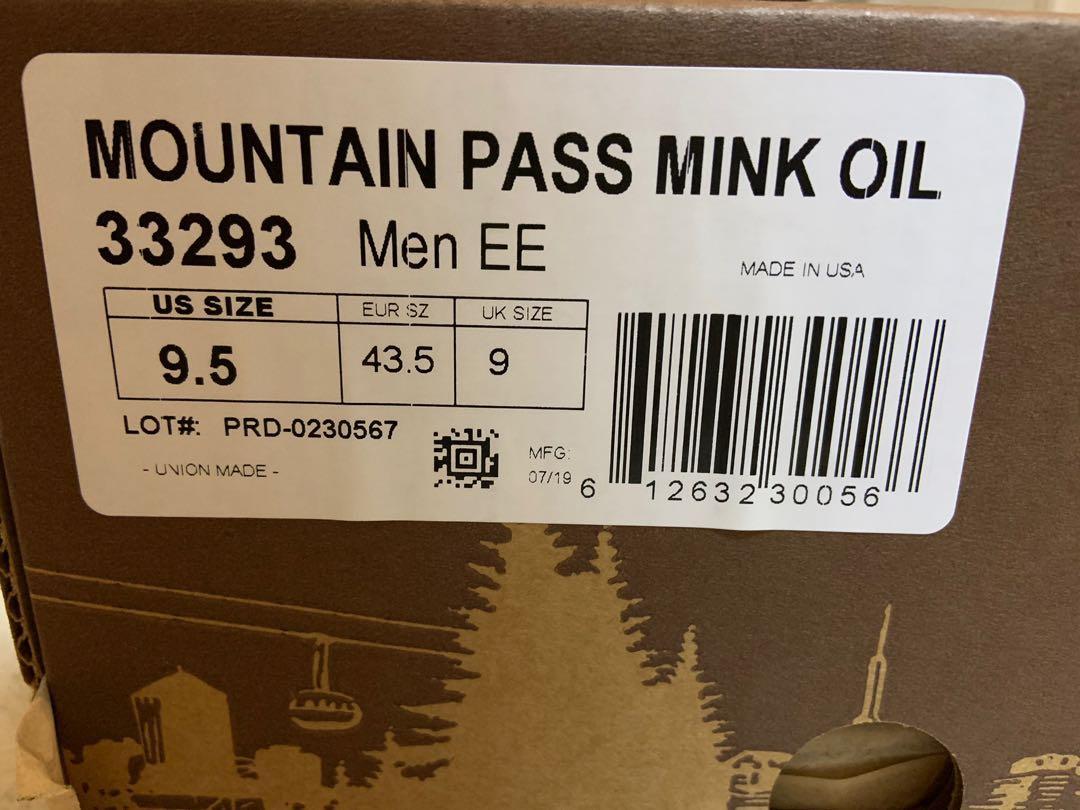 MOUNTAIN PASS MINK OIL
33293 Men EE
MADE IN USA
US SIZE EUR SZ UK SIZE
9.5 43.5 9
LOT#: PRD-0230567
- UNION MADE -
MFG:
07/19
6 12632 30056